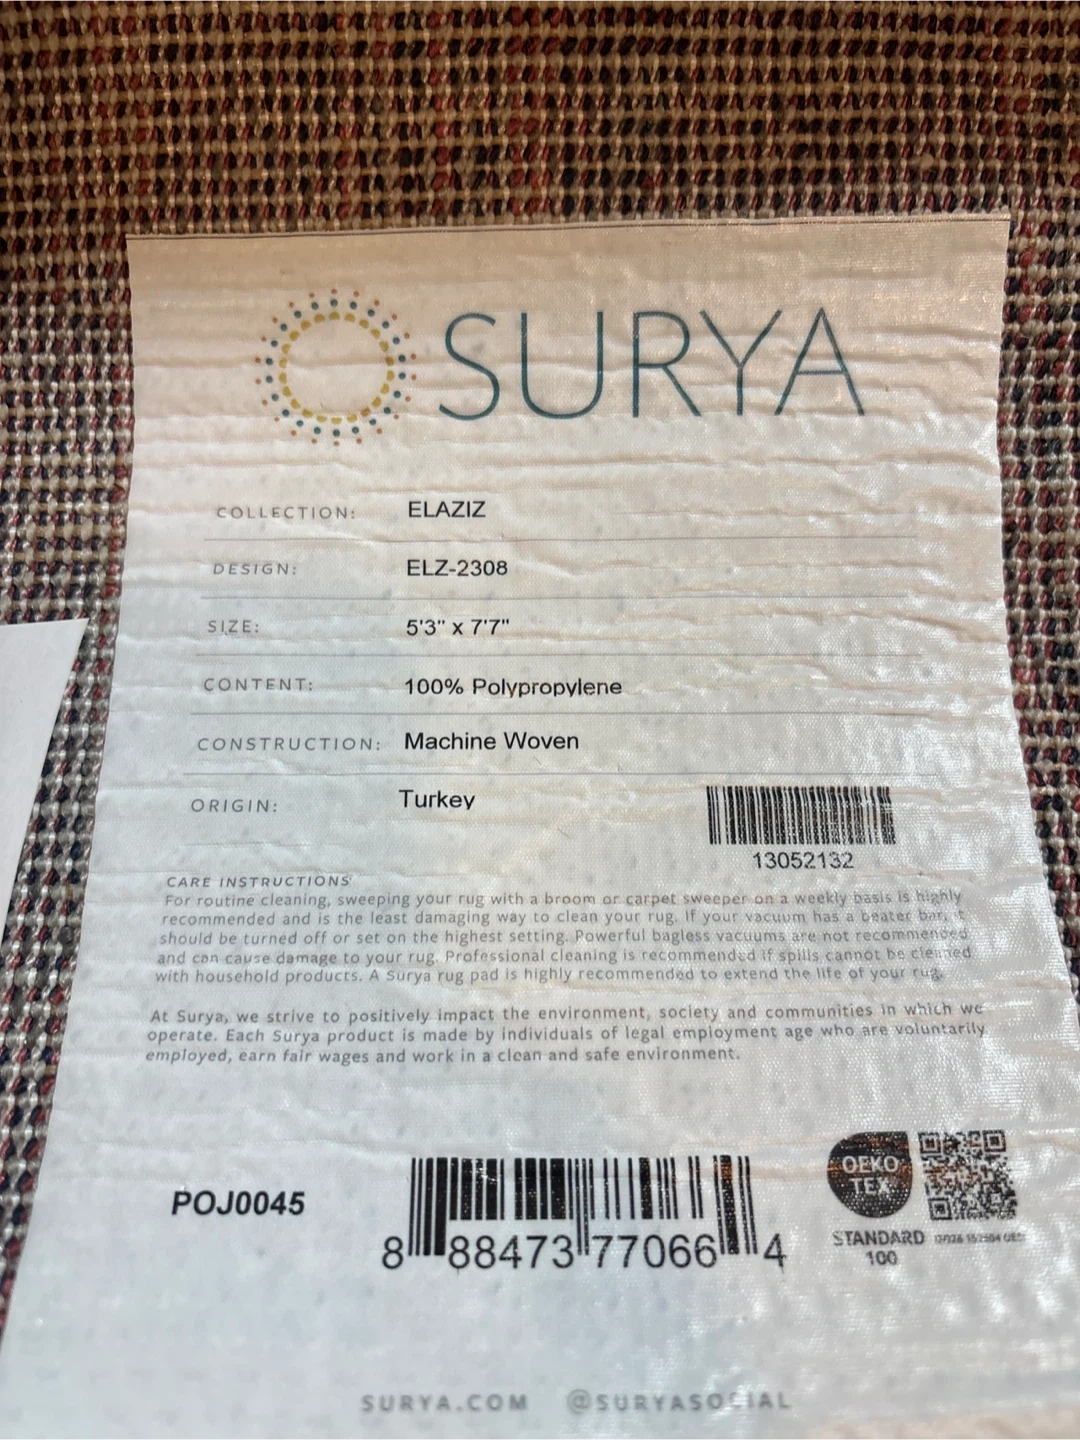 SURYA
COLLECTION: ELAZIZ
DESIGN: ELZ-2308
SIZE: 5'3" x 7'7"
CONTENT: 100% Polypropylene
CONSTRUCTION: Machine Woven
ORIGIN: Turkey
13052132
CARE INSTRUCTIONS
For routine cleaning, sweeping your rug with a broom or carpet sweeper on a weekly basis is highly
recommended and is the least damaging way to clean your rug. If your vacuum has a beater bar, it
should be turned off or set on the highest setting. Powerful bagless vacuums are not recommended
and can cause damage to your rug. Professional cleaning is recommended if spills cannot be cleaned
with household products. A Surya rug pad is highly recommended to extend the life of your rug.
At Surya, we strive to positively impact the environment, society and communities in which we
operate. Each Surya product is made by individuals of legal employment age who are voluntarily
employed, earn fair wages and work in a clean and safe environment.
POJ0045
8 88473 77066 4
OEKO
TEX
STANDARD
100
SURYA.COM @SURYASOCIAL